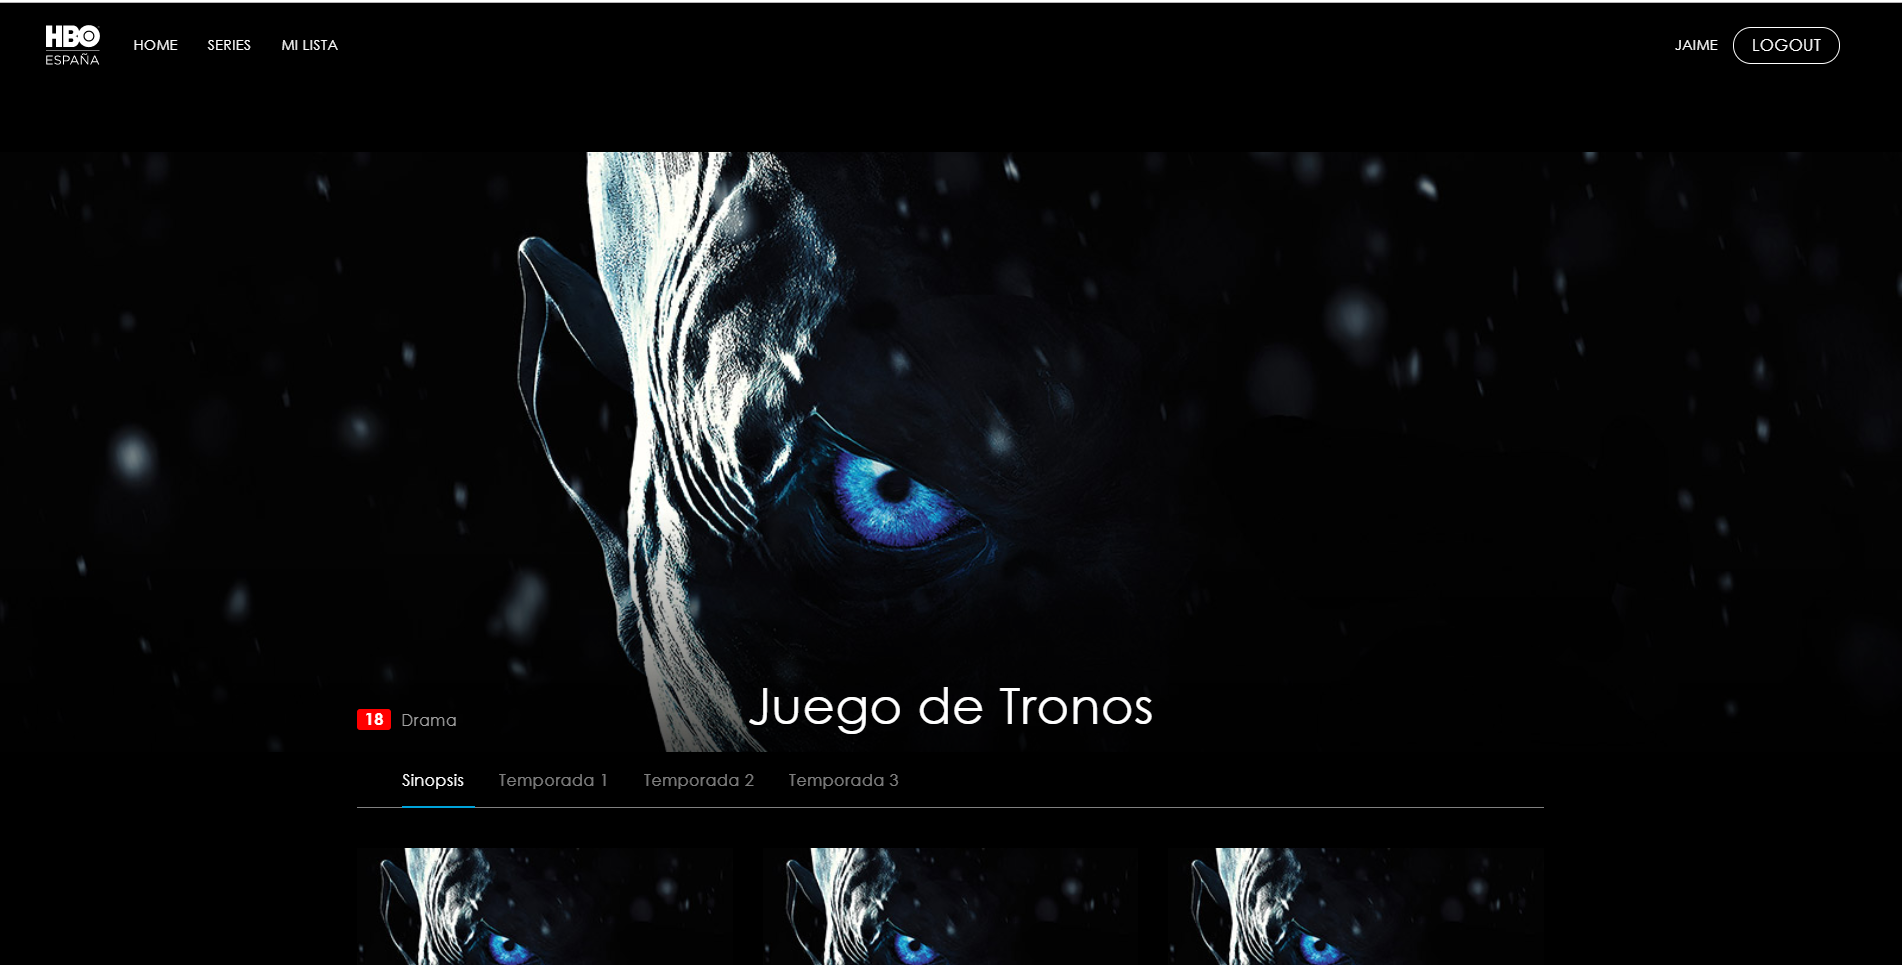 HBO
ESPAÑA
HOME SERIES MI LISTA
JAIME LOGOUT
18 Drama
Juego de Tronos
Sinopsis Temporada 1 Temporada 2 Temporada 3